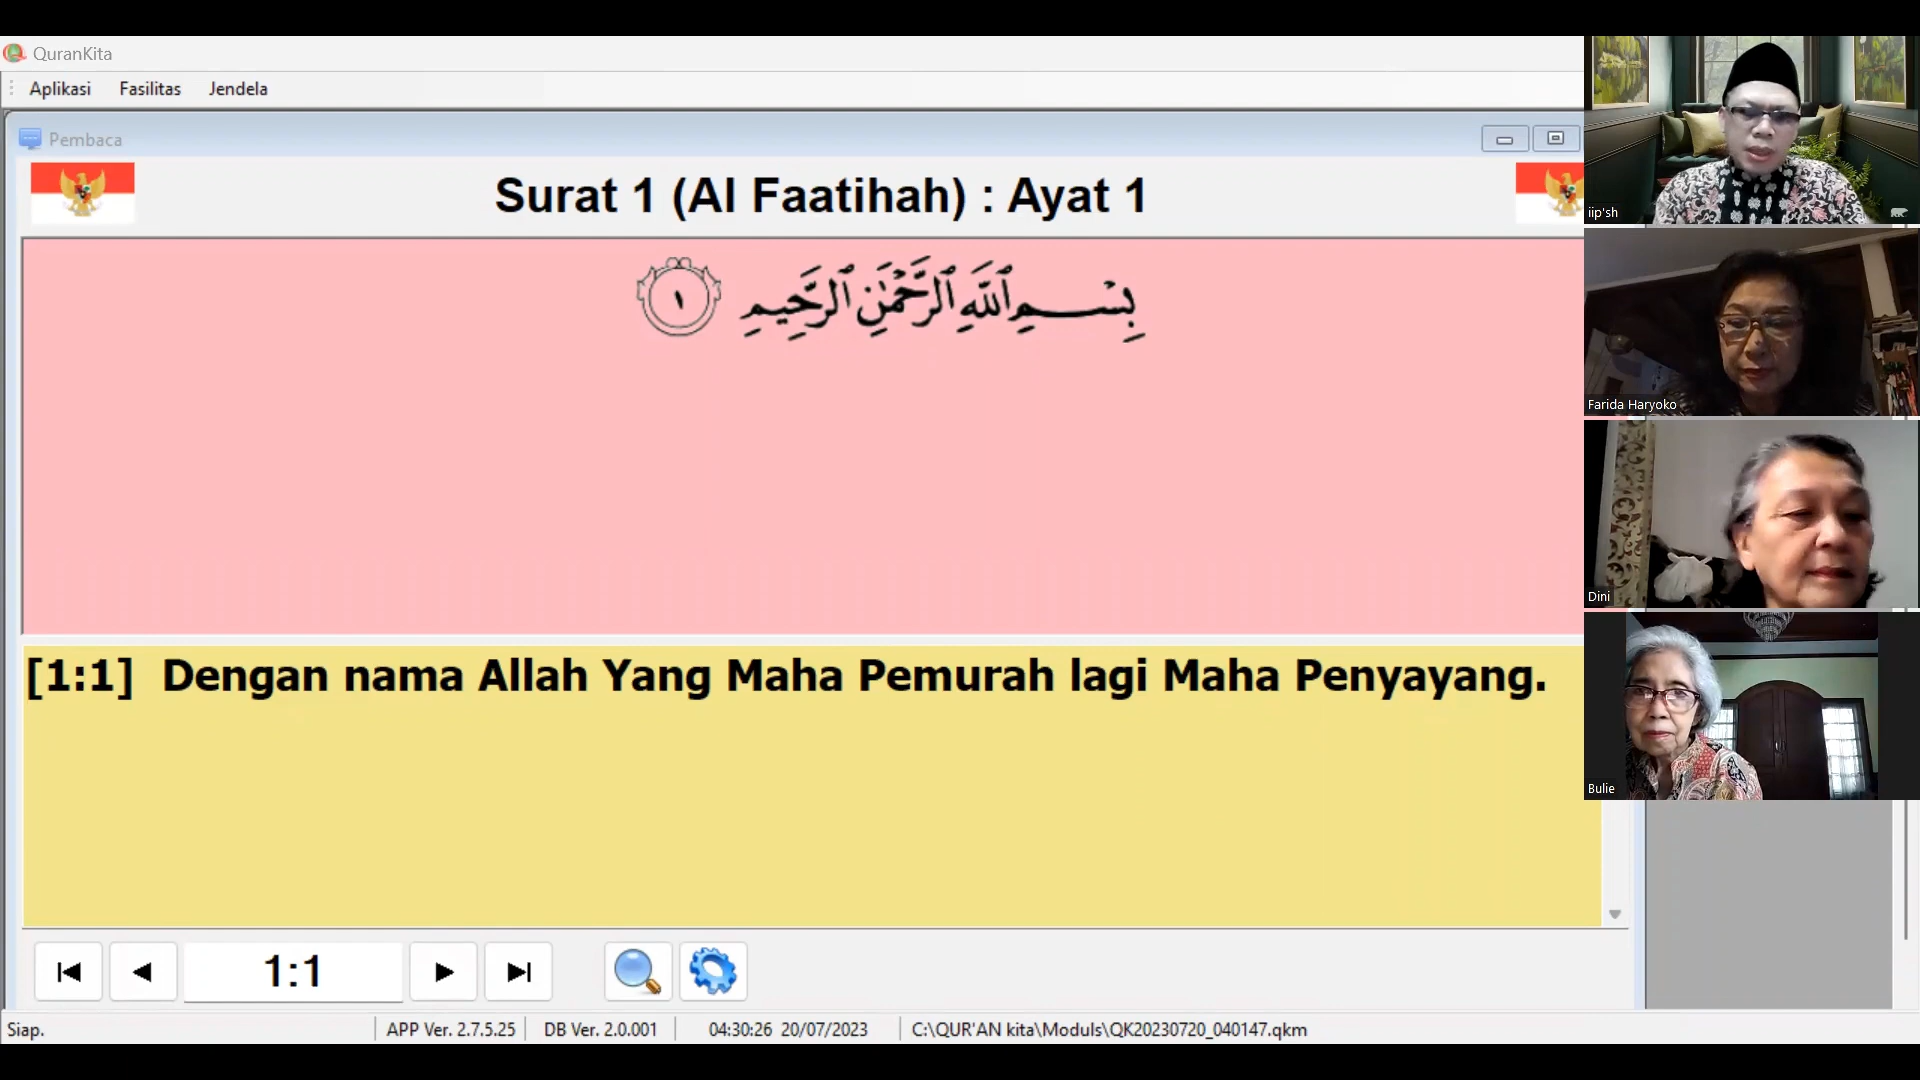 QuranKita
Aplikasi Fasilitas Jendela
Pembaca
Surat 1 (Al Faatihah) : Ayat 1
بِسْمِ ٱللَّهِ ٱلرَّحْمَٰنِ ٱلرَّحِيمِ ١
[1:1] Dengan nama Allah Yang Maha Pemurah lagi Maha Penyayang.
1:1
Siap. APP Ver. 2.7.5.25 DB Ver. 2.0.001 04:30:26 20/07/2023 C:\QUR'AN kita\Moduls\QK20230720_040147.qkm
iip'sh
Farida Haryoko
Dini
Bulie